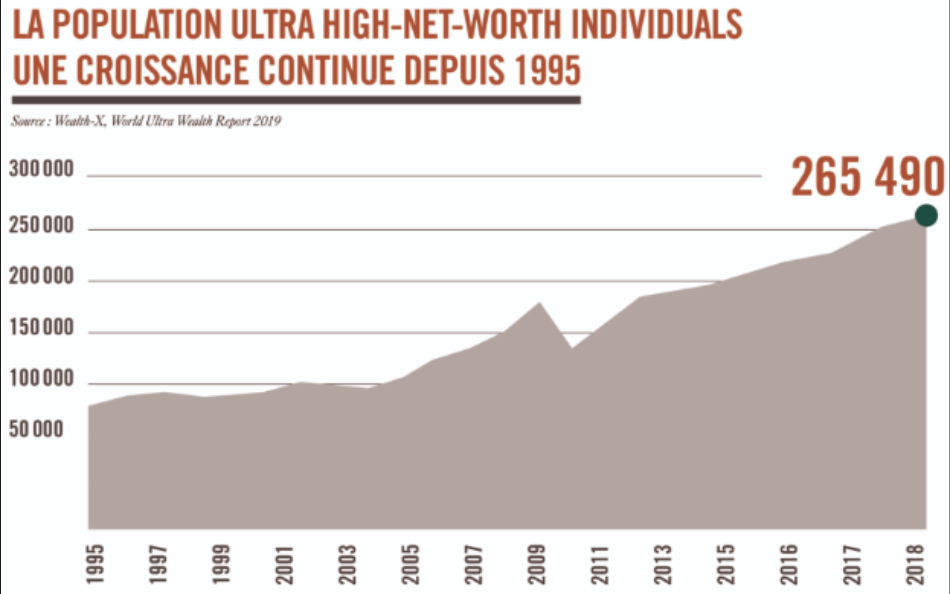 LA POPULATION ULTRA HIGH-NET-WORTH INDIVIDUALS
UNE CROISSANCE CONTINUE DEPUIS 1995
Source : Wealth-X, World Ultra Wealth Report 2019
300 000
265 490
250 000
200 000
150 000
100 000
50 000
1995 1997 1999 2001 2003 2005 2007 2009 2011 2013 2015 2016 2017 2018